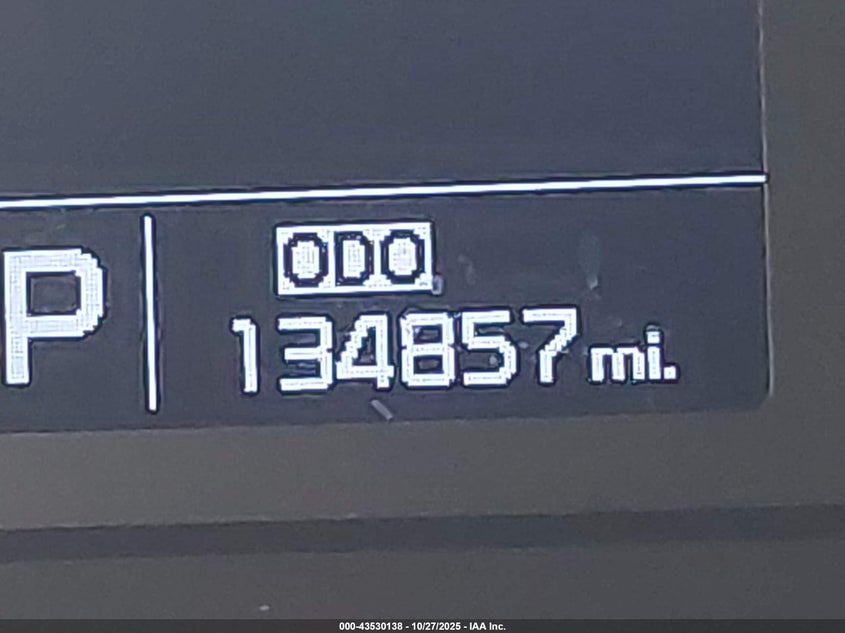 P
ODO
134857 mi.
000-43530138 - 10/27/2025 - IAA Inc.